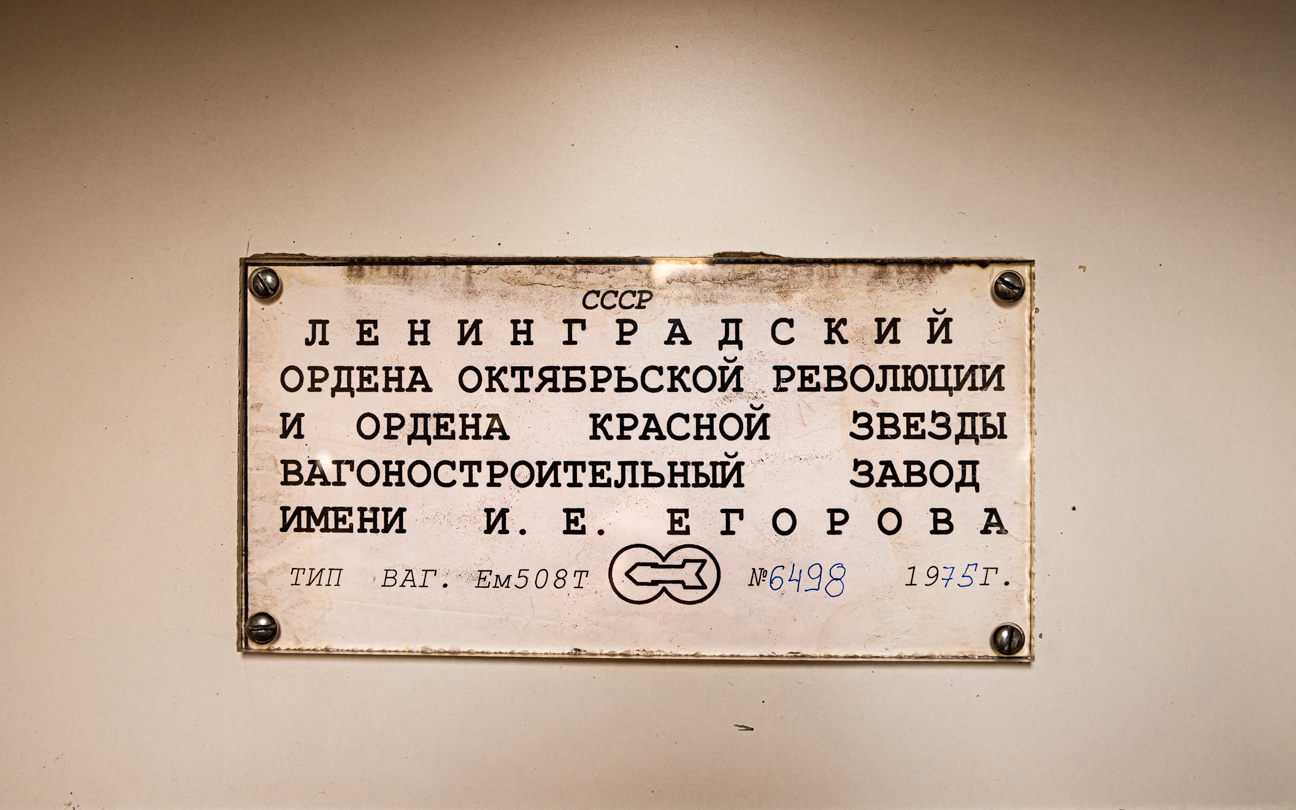 СССР
ЛЕНИНГРАДСКИЙ
ОРДЕНА ОКТЯБРЬСКОЙ РЕВОЛЮЦИИ
И ОРДЕНА КРАСНОЙ ЗВЕЗДЫ
ВАГОНОСТРОИТЕЛЬНЫЙ ЗАВОД
ИМЕНИ И. Е. ЕГОРОВА
ТИП ВАГ. Ем508Т №6498 1975г.